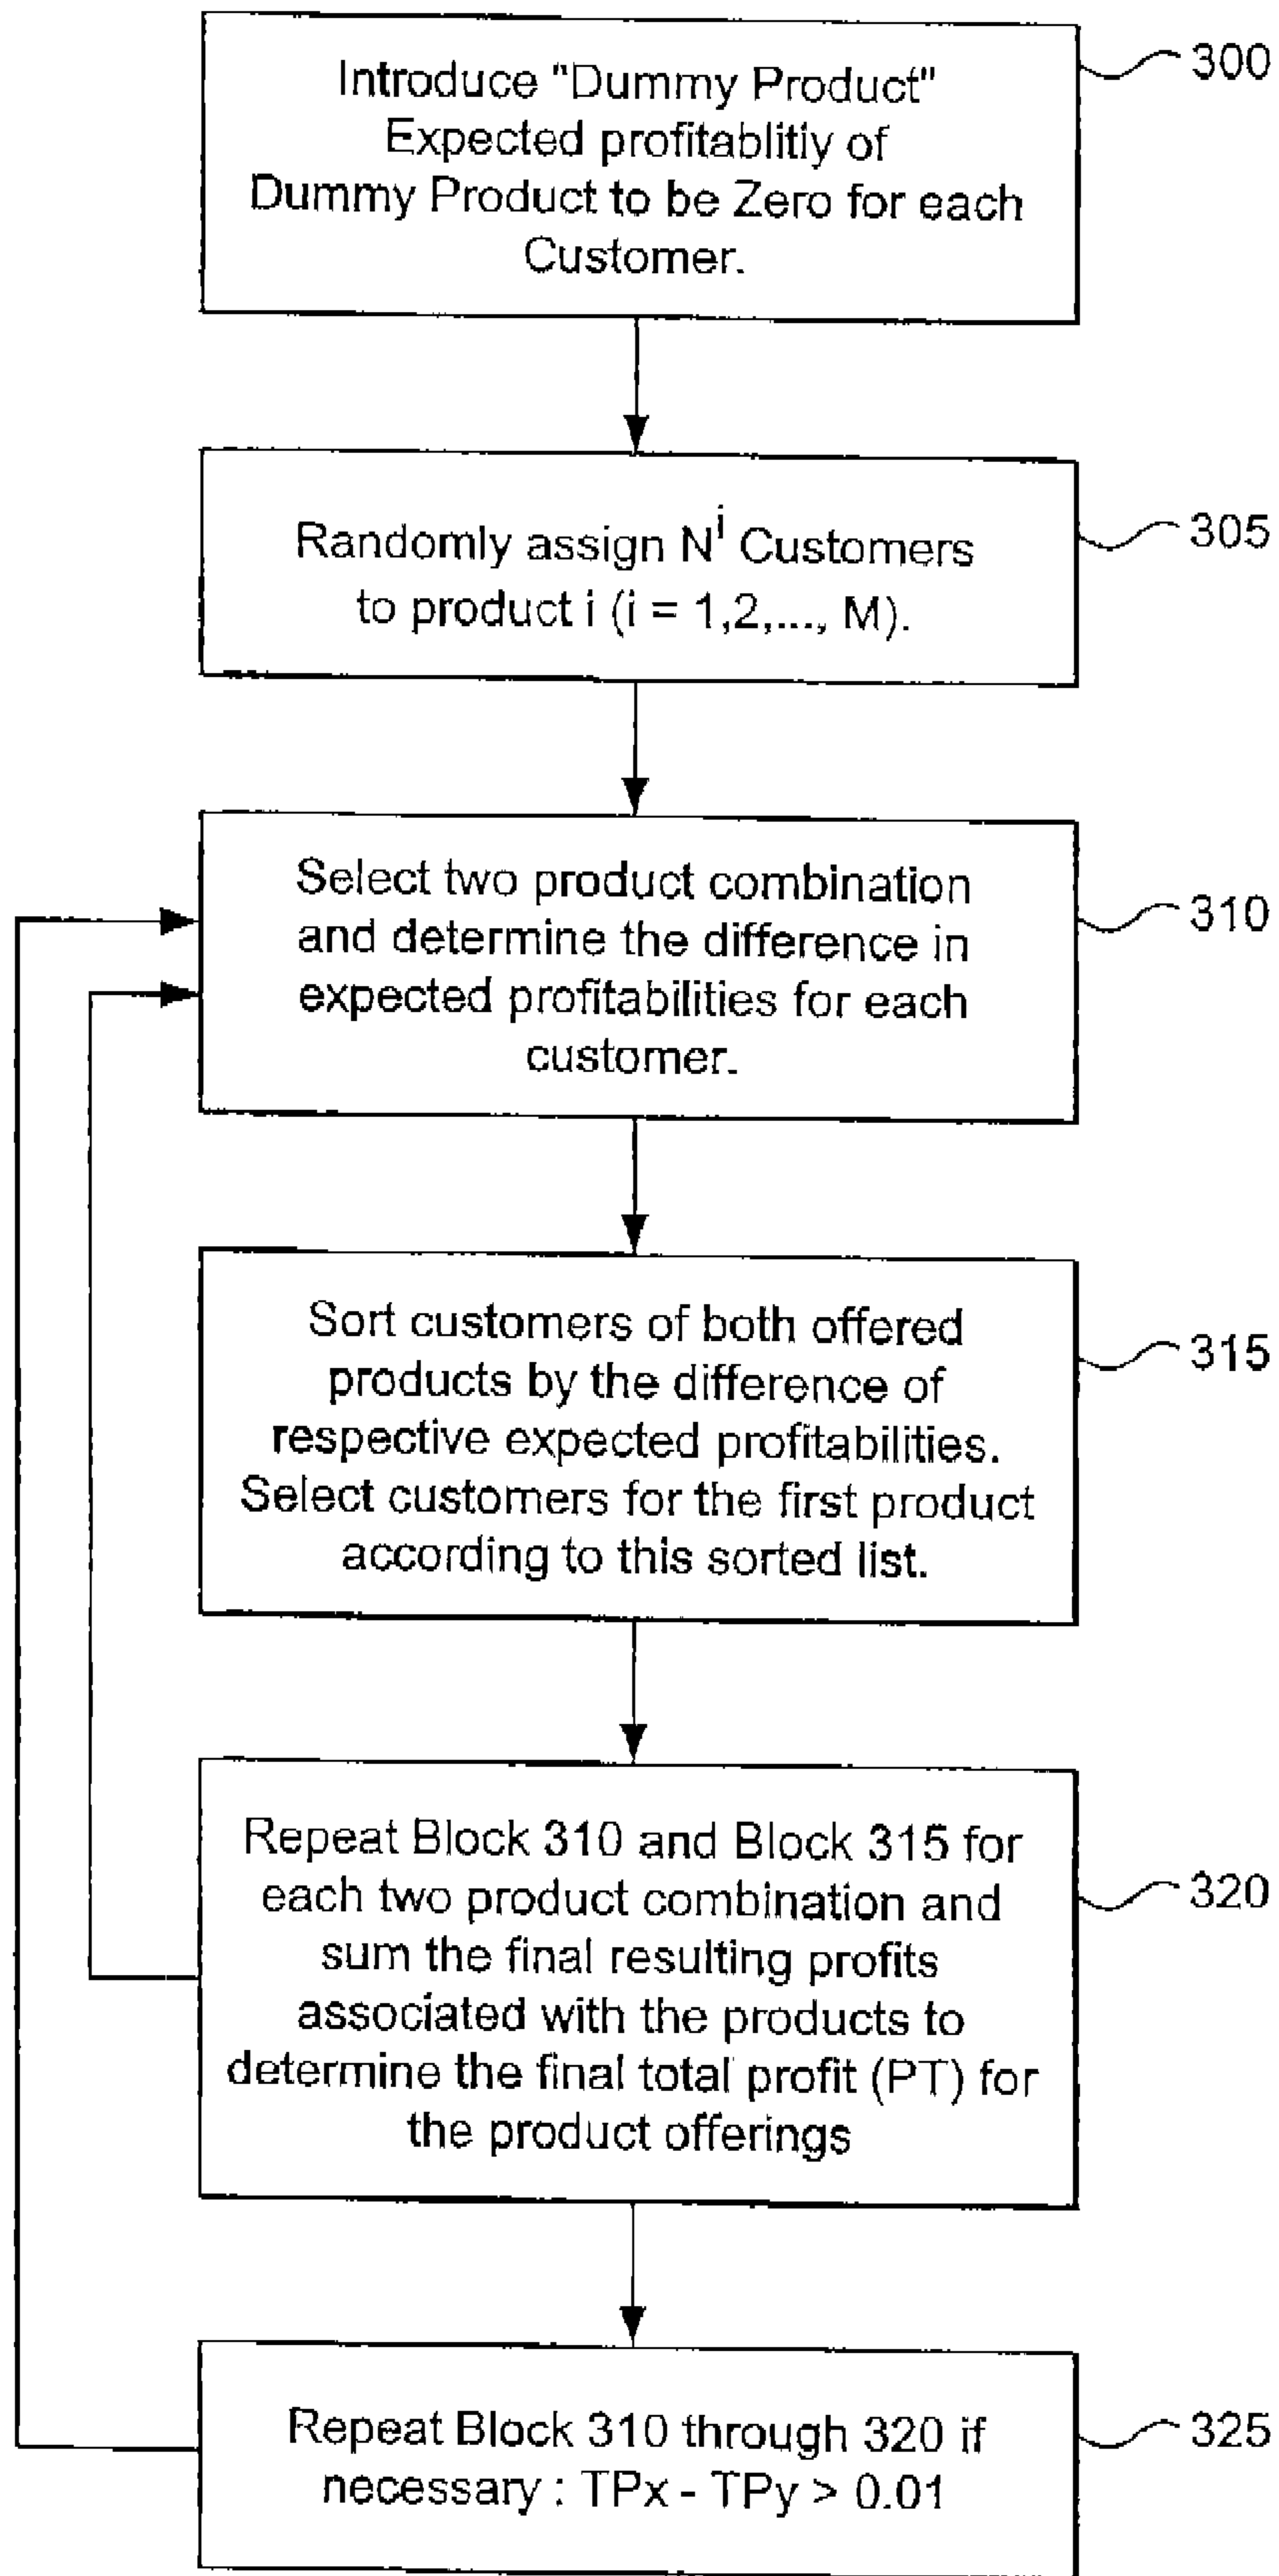 Introduce "Dummy Product"
Expected profitablitiy of
Dummy Product to be Zero for each
Customer.
300
Randomly assign Nⁱ Customers
to product i (i = 1,2,..., M).
305
Select two product combination
and determine the difference in
expected profitabilities for each
customer.
310
Sort customers of both offered
products by the difference of
respective expected profitabilities.
Select customers for the first product
according to this sorted list.
315
Repeat Block 310 and Block 315 for
each two product combination and
sum the final resulting profits
associated with the products to
determine the final total profit (PT) for
the product offerings
320
Repeat Block 310 through 320 if
necessary : TPx - TPy > 0.01
325